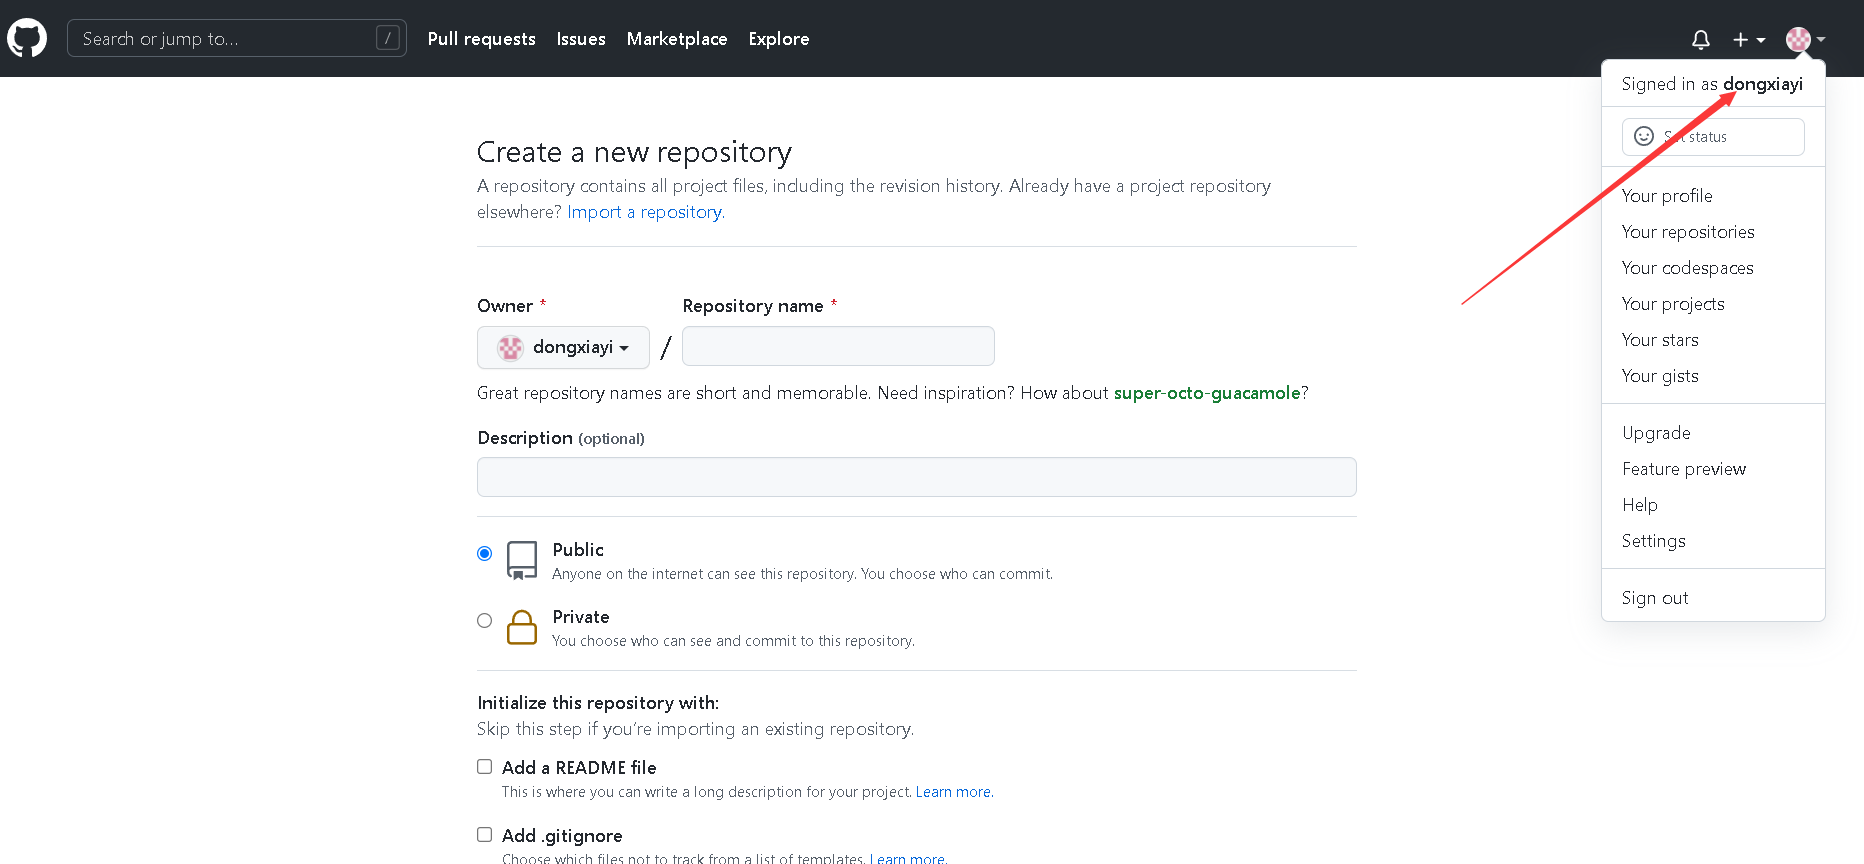 Search or jump to...
/
Pull requests
Issues
Marketplace
Explore
Signed in as dongxiayi
Set status
Your profile
Your repositories
Your codespaces
Your projects
Your stars
Your gists
Upgrade
Feature preview
Help
Settings
Sign out
Create a new repository
A repository contains all project files, including the revision history. Already have a project repository
elsewhere? Import a repository.
Owner *
Repository name *
dongxiayi
/
Great repository names are short and memorable. Need inspiration? How about super-octo-guacamole?
Description (optional)
Public
Anyone on the internet can see this repository. You choose who can commit.
Private
You choose who can see and commit to this repository.
Initialize this repository with:
Skip this step if you’re importing an existing repository.
Add a README file
This is where you can write a long description for your project. Learn more.
Add .gitignore
Choose which files not to track from a list of templates. Learn more.